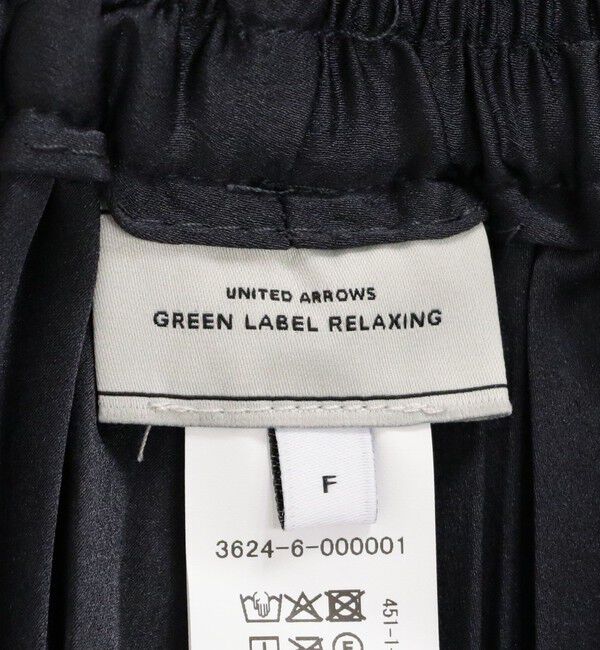 UNITED ARROWS
GREEN LABEL RELAXING
F
3624-6-000001